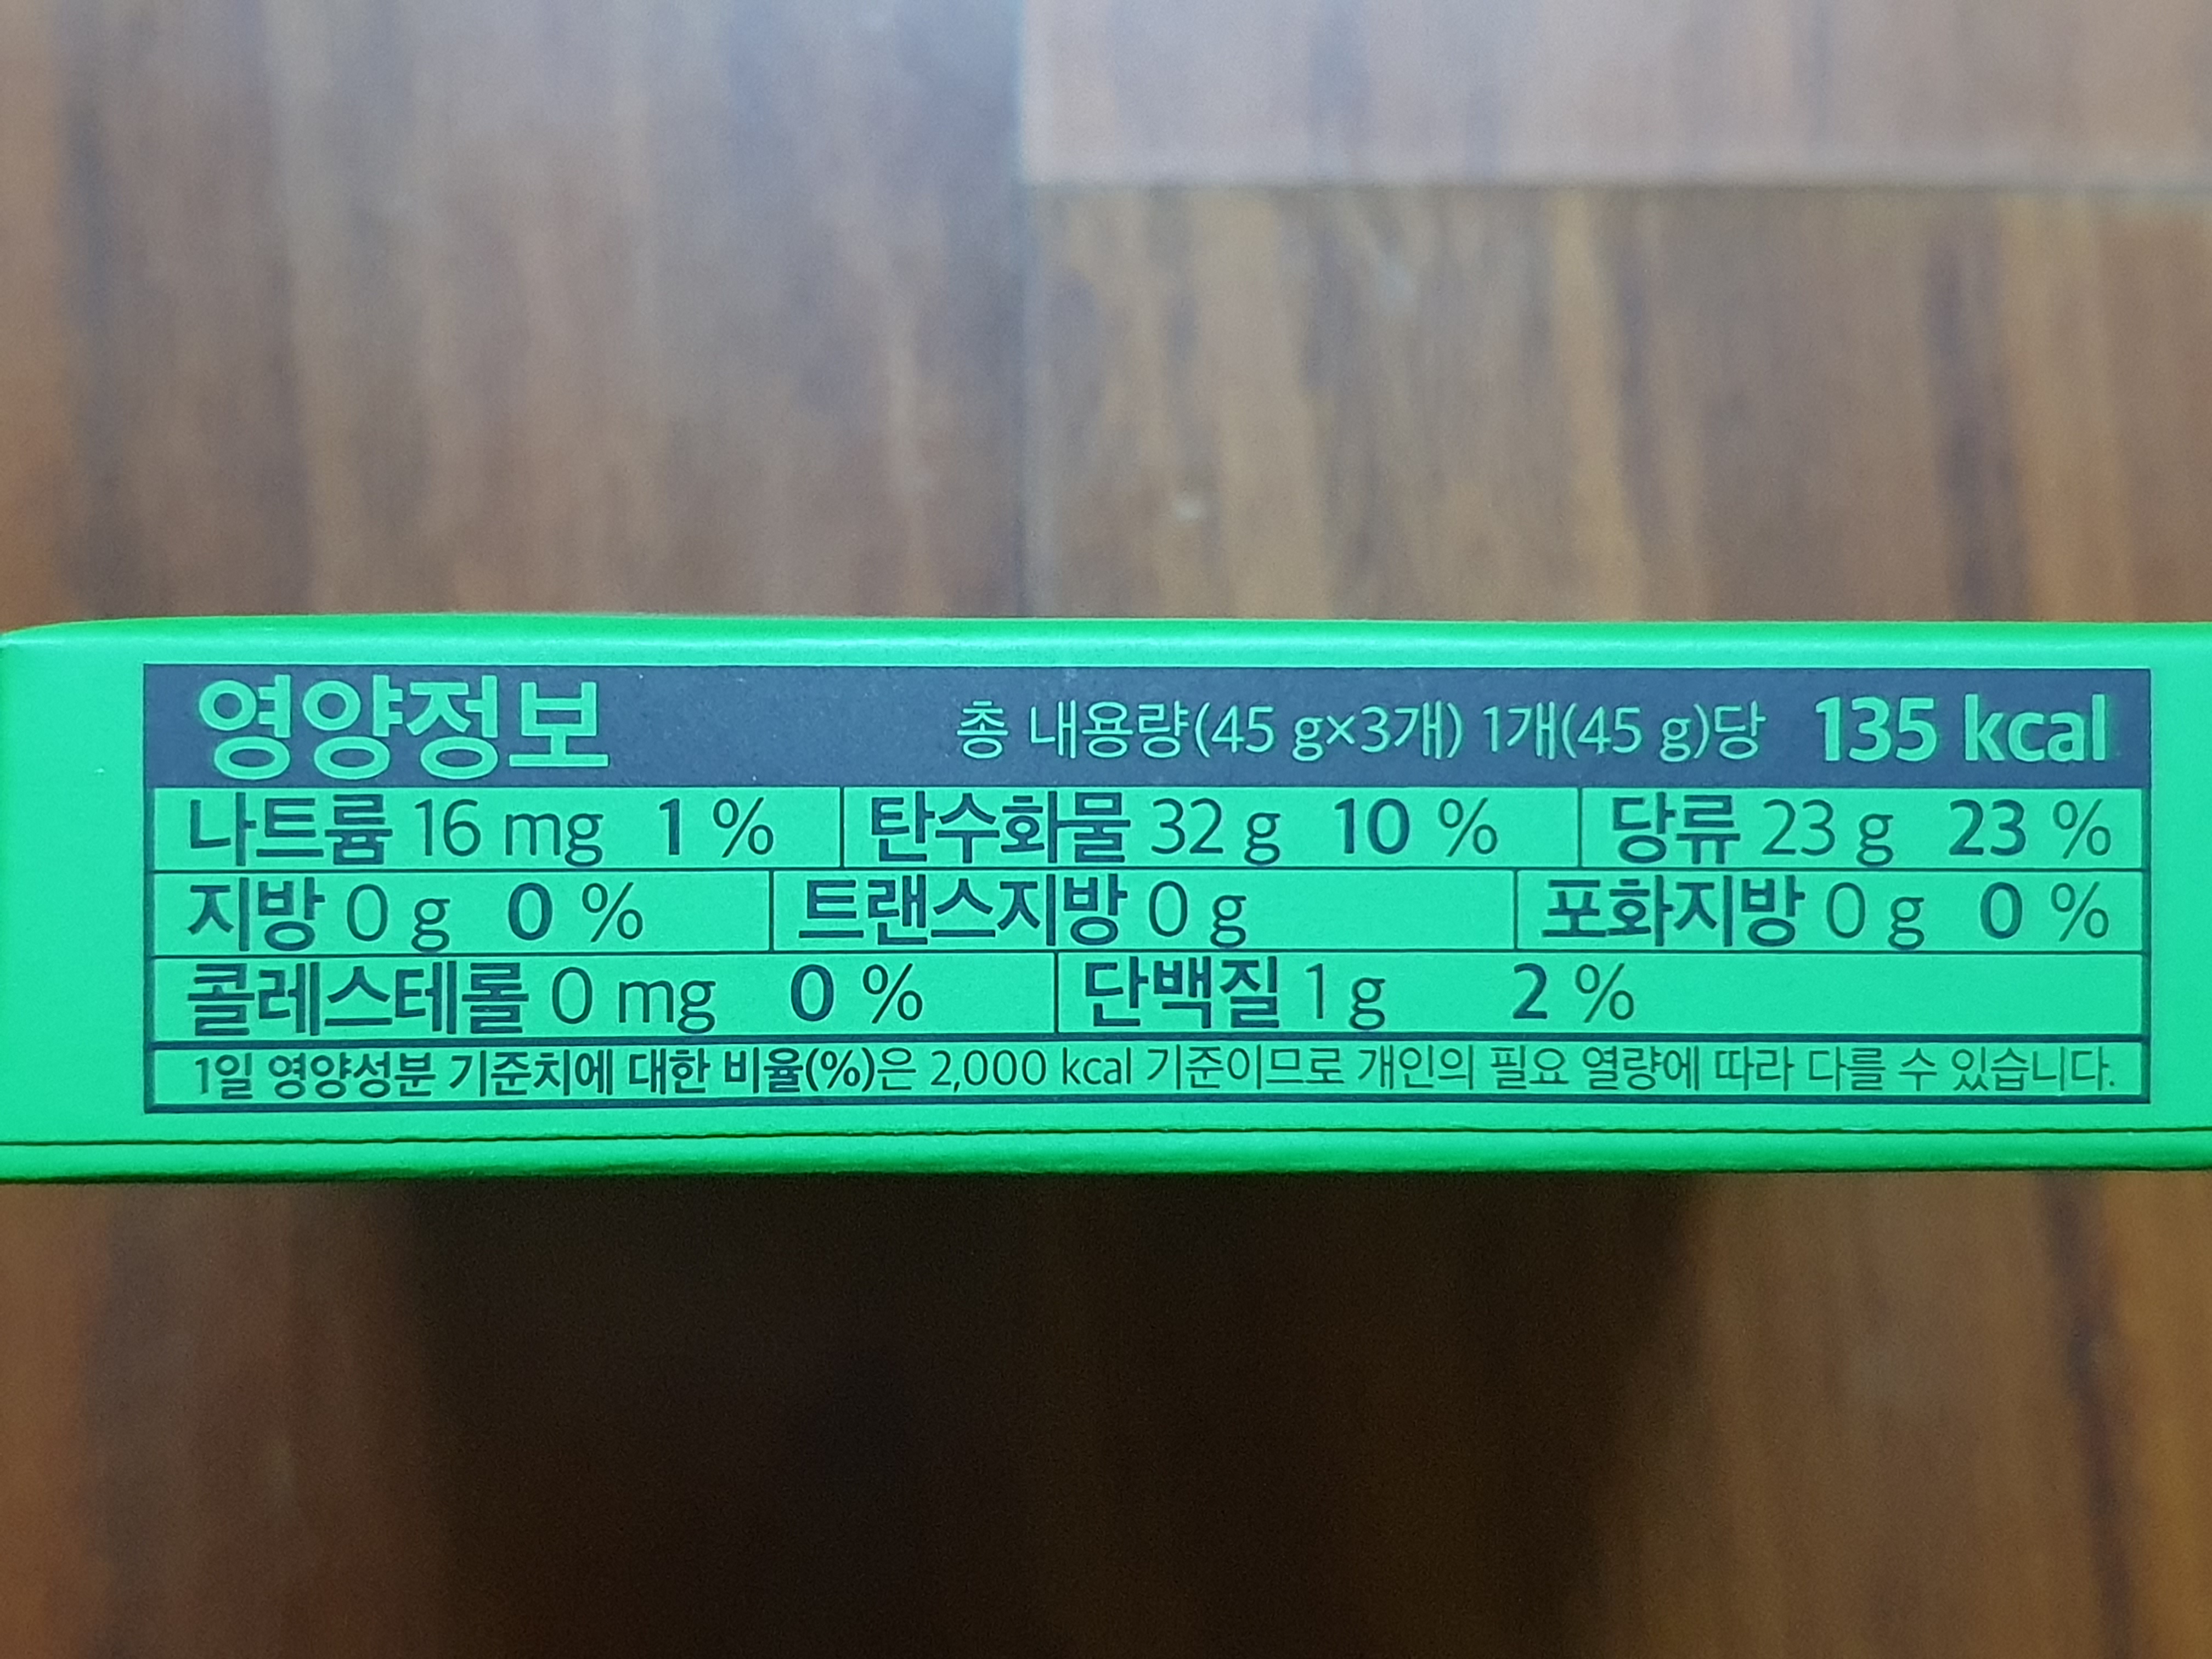 영양정보 총 내용량(45 g×3개) 1개(45 g)당 135 kcal
나트륨 16 mg 1 % 탄수화물 32 g 10 % 당류 23 g 23 %
지방 0 g 0 % 트랜스지방 0 g 포화지방 0 g 0 %
콜레스테롤 0 mg 0 % 단백질 1 g 2 %
1일 영양성분 기준치에 대한 비율(%)은 2,000 kcal 기준이므로 개인의 필요 열량에 따라 다를 수 있습니다.